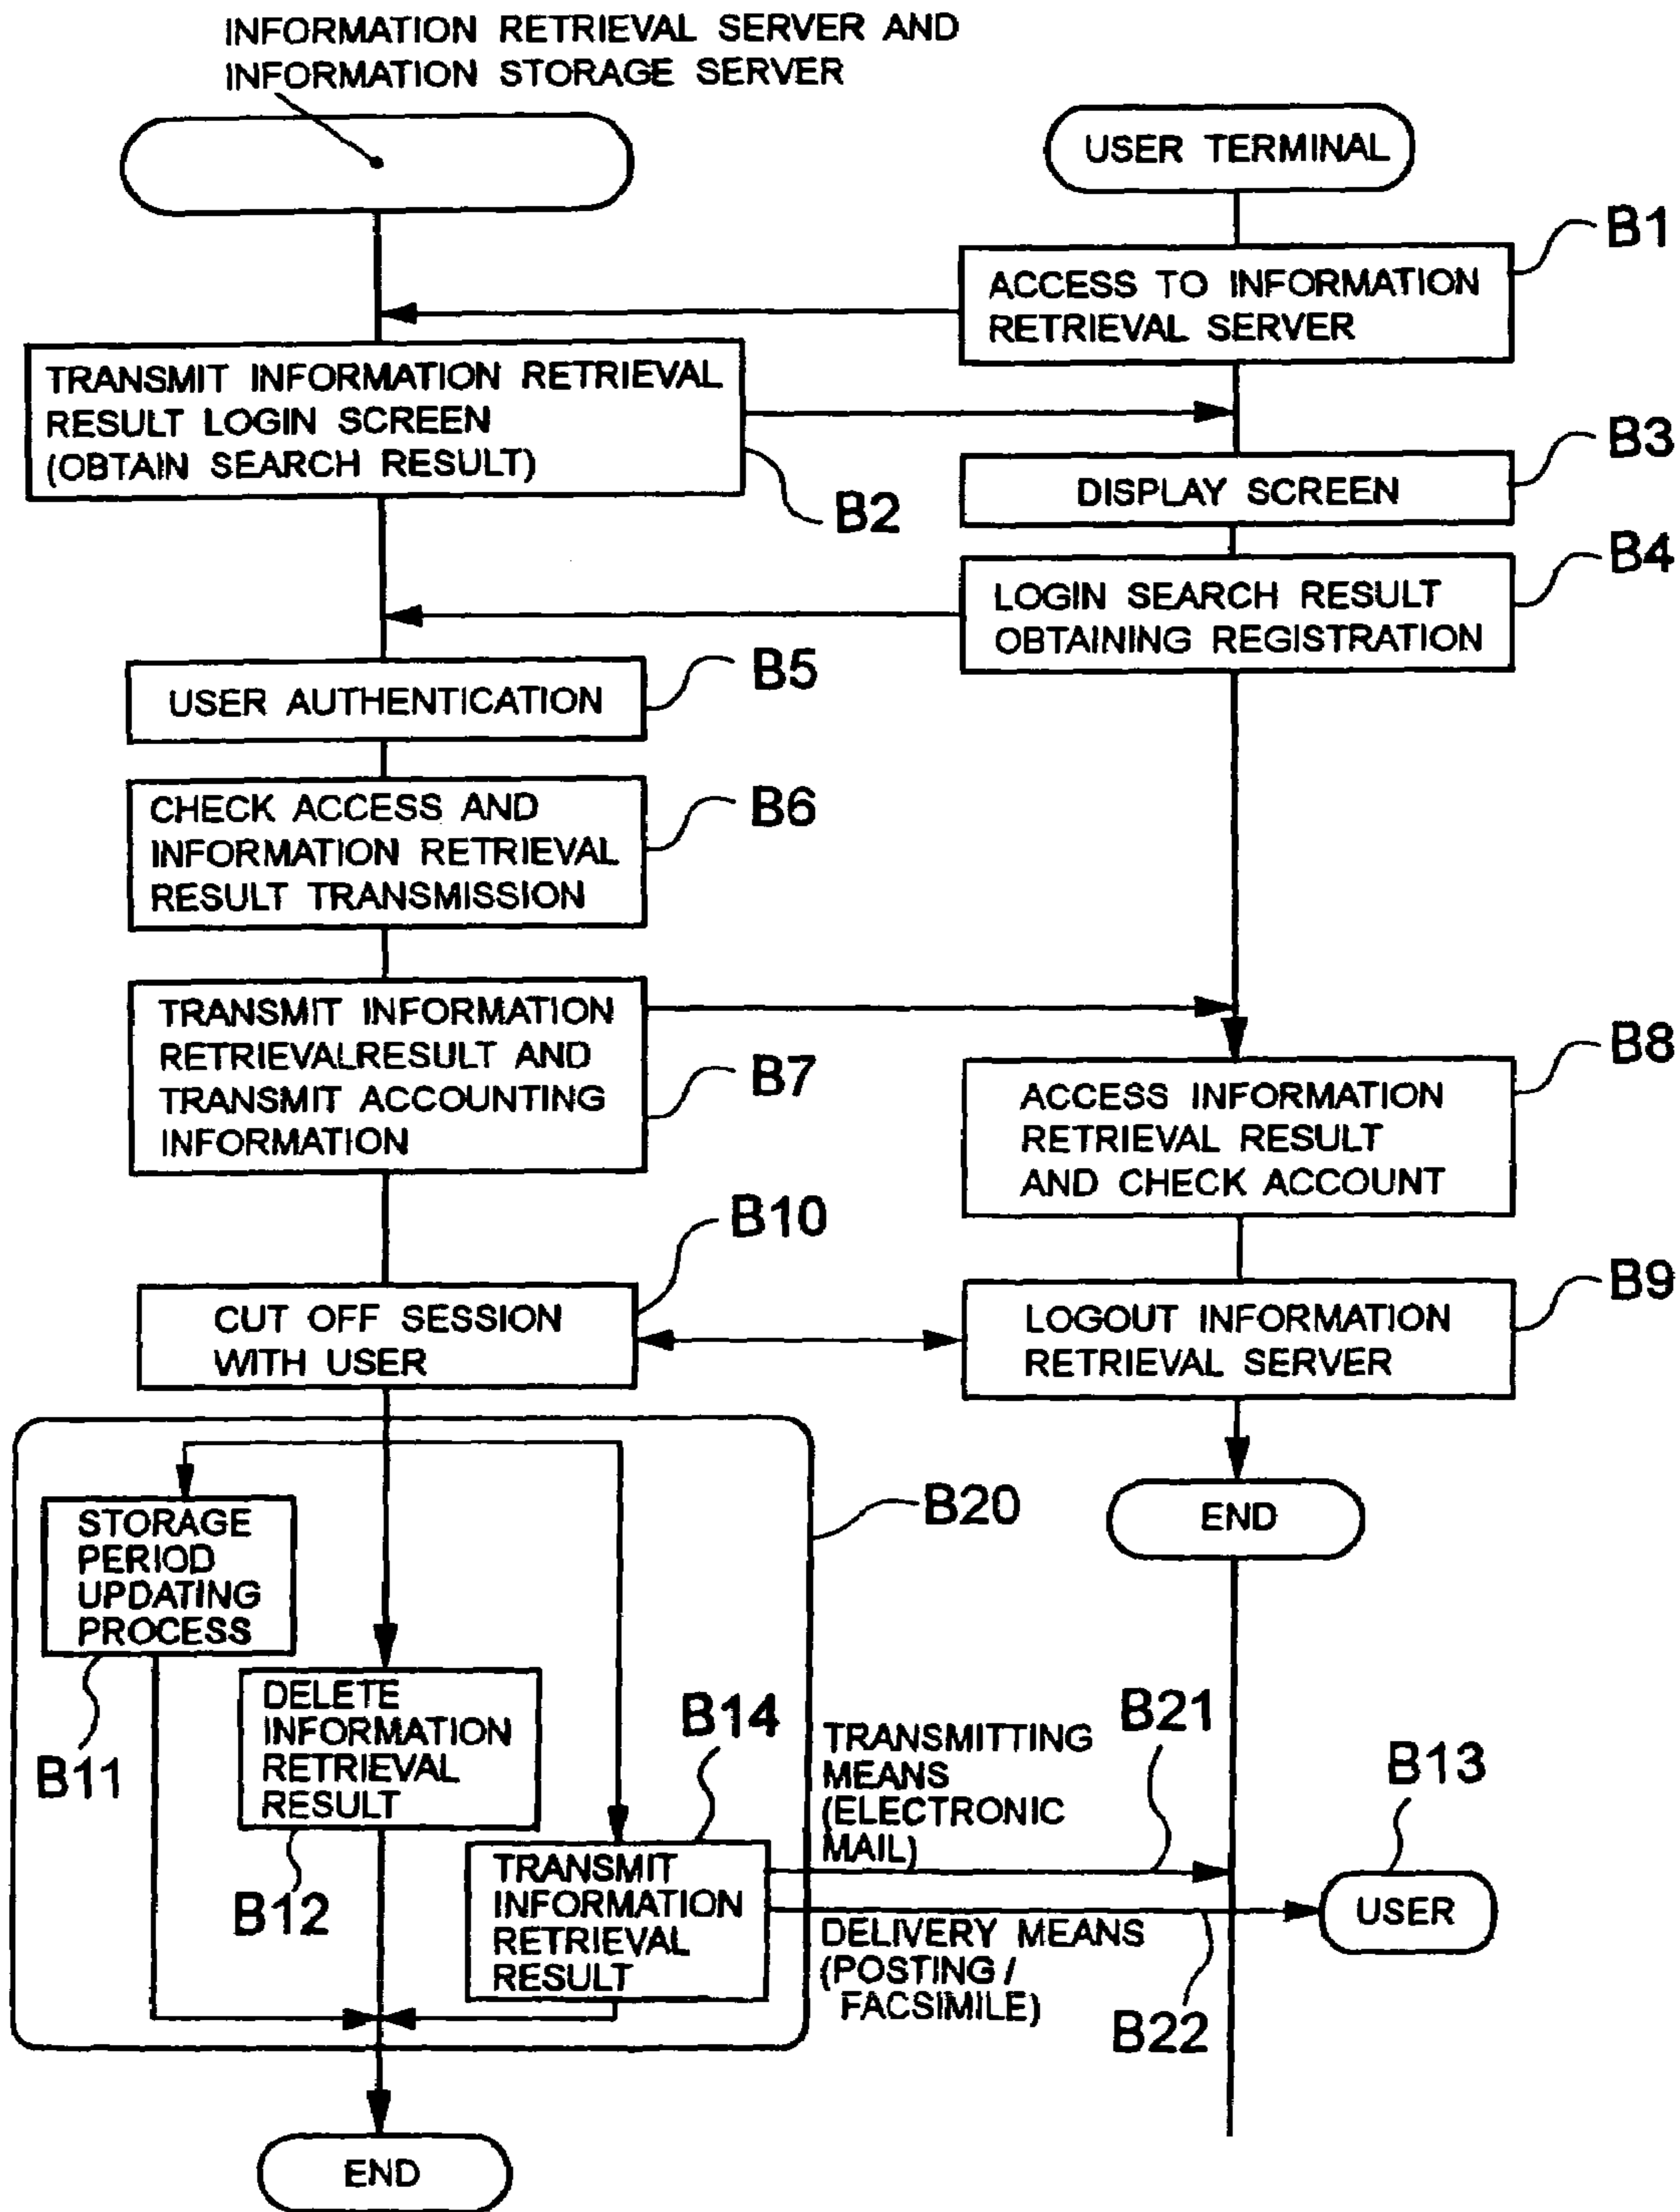 INFORMATION RETRIEVAL SERVER AND
INFORMATION STORAGE SERVER
USER TERMINAL
B1
ACCESS TO INFORMATION
RETRIEVAL SERVER
TRANSMIT INFORMATION RETRIEVAL
RESULT LOGIN SCREEN
(OBTAIN SEARCH RESULT)
B2
B3
DISPLAY SCREEN
B4
LOGIN SEARCH RESULT
OBTAINING REGISTRATION
B5
USER AUTHENTICATION
B6
CHECK ACCESS AND
INFORMATION RETRIEVAL
RESULT TRANSMISSION
TRANSMIT INFORMATION
RETRIEVALRESULT AND
TRANSMIT ACCOUNTING
INFORMATION
B7
B8
ACCESS INFORMATION
RETRIEVAL RESULT
AND CHECK ACCOUNT
B10
CUT OFF SESSION
WITH USER
B9
LOGOUT INFORMATION
RETRIEVAL SERVER
END
B20
STORAGE
PERIOD
UPDATING
PROCESS
B11
DELETE
INFORMATION
RETRIEVAL
RESULT
B12
B14
TRANSMIT
INFORMATION
RETRIEVAL
RESULT
TRANSMITTING
MEANS
(ELECTRONIC
MAIL)
B21
B13
USER
DELIVERY MEANS
(POSTING /
FACSIMILE)
B22
END